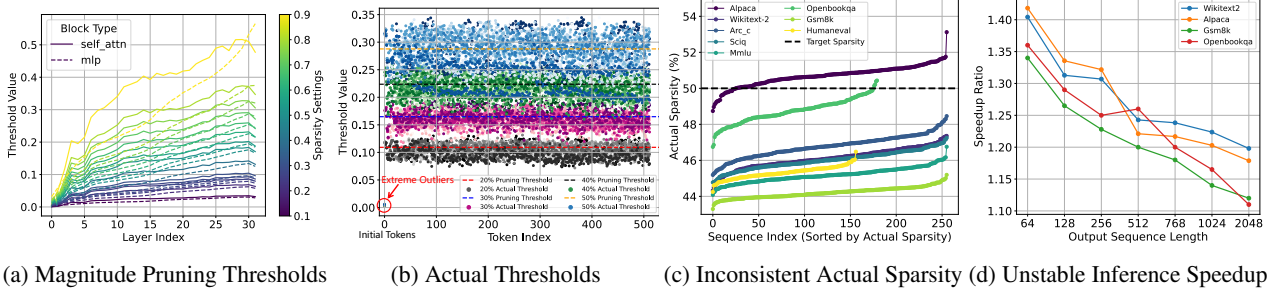 0.5
0.4
0.3
0.2
0.1
0.0
Threshold Value
Block Type
self_attn
mlp
0 5 10 15 20 25 30
Layer Index
0.9
0.8
0.7
0.6
0.5
0.4
0.3
0.2
0.1
Sparsity Settings
(a) Magnitude Pruning Thresholds
0.35
0.30
0.25
0.20
0.15
0.10
0.05
0.00
Threshold Value
Extreme Outliers
20% Pruning Threshold
20% Actual Threshold
30% Pruning Threshold
30% Actual Threshold
40% Pruning Threshold
40% Actual Threshold
50% Pruning Threshold
50% Actual Threshold
0 100 200 300 400 500
Initial Tokens
Token Index
(b) Actual Thresholds
54
52
50
48
46
44
Actual Sparsity (%)
Alpaca
Wikitext-2
Arc_c
Sciq
Mmlu
Openbookqa
Gsm8k
Humaneval
Target Sparsity
0 50 100 150 200 250
Sequence Index (Sorted by Actual Sparsity)
(c) Inconsistent Actual Sparsity
1.40
1.35
1.30
1.25
1.20
1.15
1.10
Speedup Ratio
Wikitext2
Alpaca
Gsm8k
Openbookqa
64 128 256 512 768 1024 2048
Output Sequence Length
(d) Unstable Inference Speedup